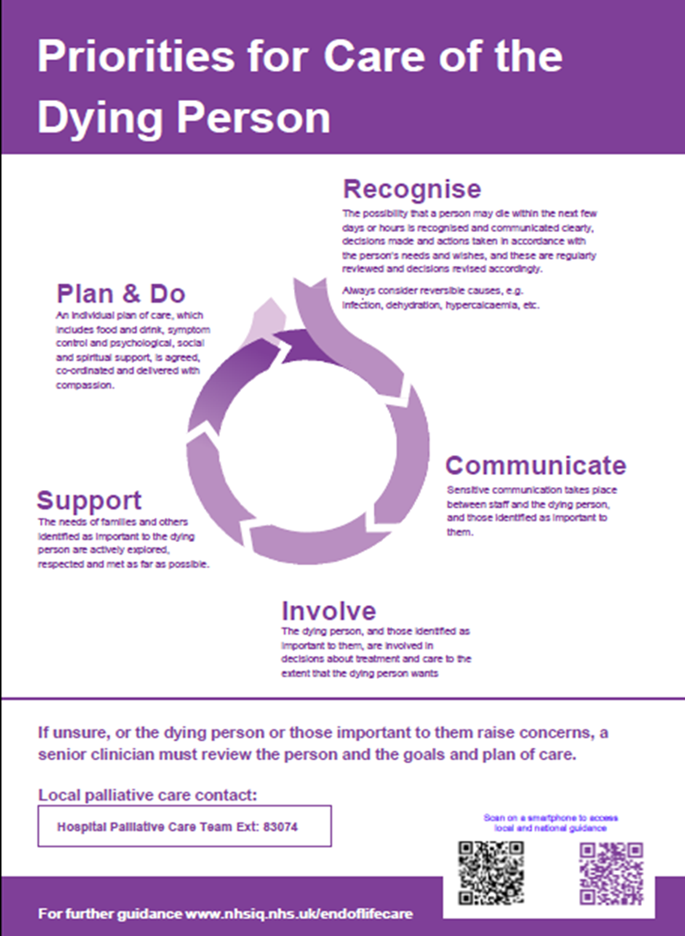 Priorities for Care of the
Dying Person
Recognise
The possibility that a person may die within the next few
days or hours is recognised and communicated clearly,
decisions made and actions taken in accordance with
the person's needs and wishes, and these are regularly
reviewed and decisions revised accordingly.
Always consider reversible causes, e.g.
infection, dehydration, hypercalcaemia, etc.
Plan & Do
An individual plan of care, which
includes food and drink, symptom
control and psychological, social
and spiritual support, is agreed,
co-ordinated and delivered with
compassion.
Communicate
Sensitive communication takes place
between staff and the dying person,
and those identified as important to
them.
Support
The needs of families and others
identified as important to the dying
person are actively explored,
respected and met as far as possible.
Involve
The dying person, and those identified as
important to them, are involved in
decisions about treatment and care to the
extent that the dying person wants
If unsure, or the dying person or those important to them raise concerns, a
senior clinician must review the person and the goals and plan of care.
Local palliative care contact:
Hospital Palliative Care Team Ext: 83074
Scan on a smartphone to access
local and national guidance
For further guidance www.nhsiq.nhs.uk/endoflifecare